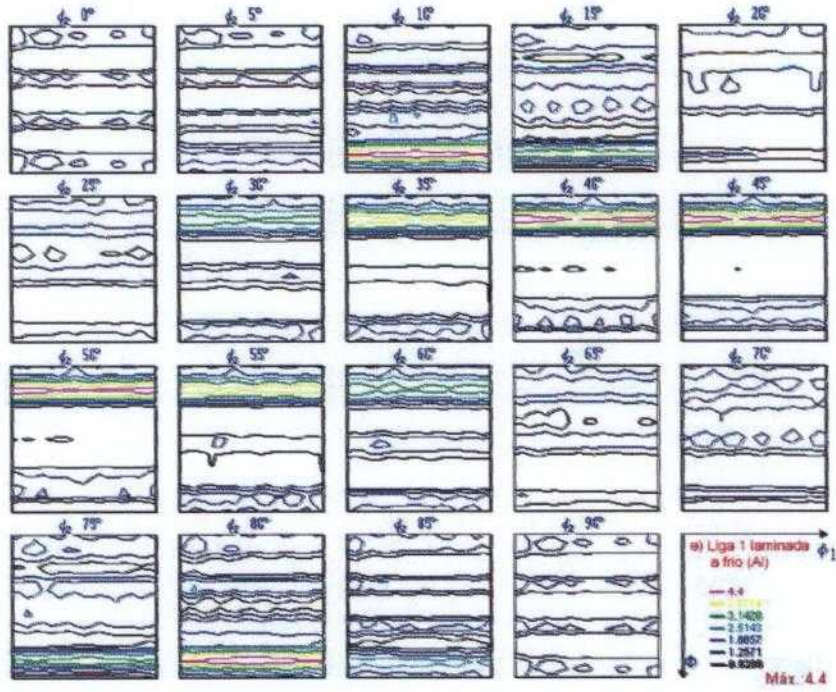 ϕ₂ 0° ϕ₂ 5° ϕ₂ 10° ϕ₂ 15° ϕ₂ 20°
ϕ₂ 25° ϕ₂ 30° ϕ₂ 35° ϕ₂ 40° ϕ₂ 45°
ϕ₂ 50° ϕ₂ 55° ϕ₂ 60° ϕ₂ 65° ϕ₂ 70°
ϕ₂ 75° ϕ₂ 80° ϕ₂ 85° ϕ₂ 90°
a) Liga 1 laminada ϕ1
a frio (Al)
4.4
3.1428
2.5143
1.8857
1.2571
Φ
Máx. 4.4